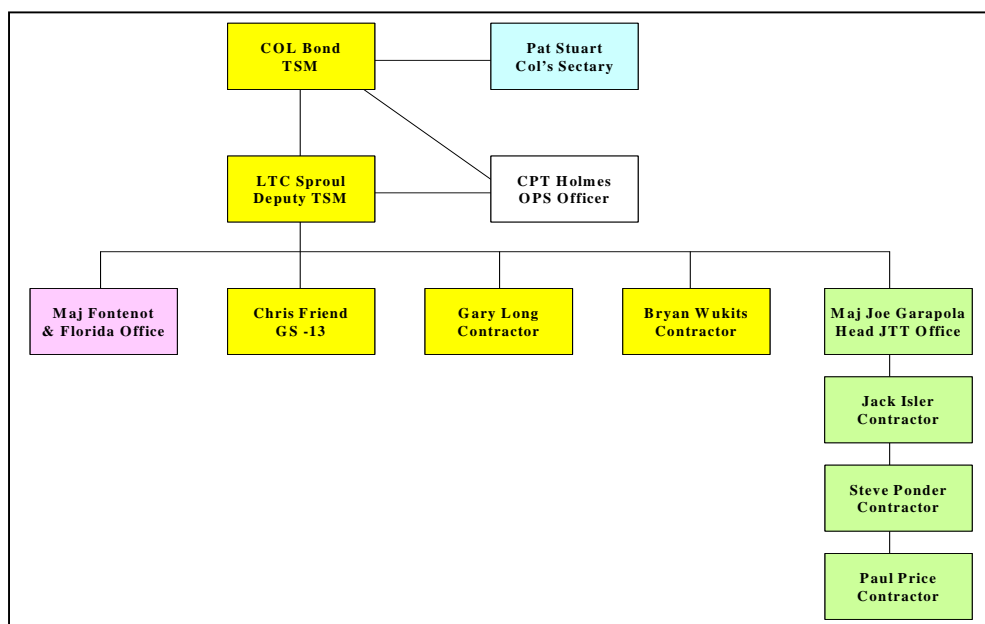 COL Bond
TSM
Pat Stuart
Col's Sectary
LTC Sproul
Deputy TSM
CPT Holmes
OPS Officer
Maj Fontenot
& Florida Office
Chris Friend
GS -13
Gary Long
Contractor
Bryan Wukits
Contractor
Maj Joe Garapola
Head JTT Office
Jack Isler
Contractor
Steve Ponder
Contractor
Paul Price
Contractor